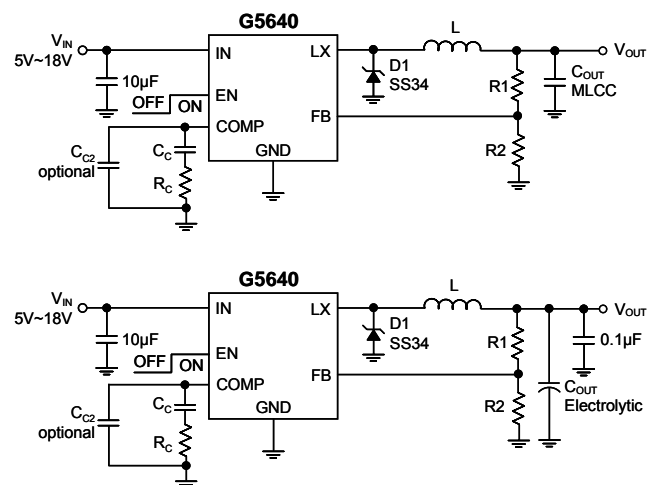 G5640
VIN
5V~18V
IN
LX
L
VOUT
D1
SS34
10µF
R1
COUT
MLCC
OFF
ON
EN
COMP
FB
CC2
optional
CC
RC
GND
R2
G5640
VIN
5V~18V
IN
LX
L
VOUT
D1
SS34
10µF
R1
0.1µF
OFF
ON
EN
COMP
FB
CC2
optional
CC
RC
GND
R2
COUT
Electrolytic